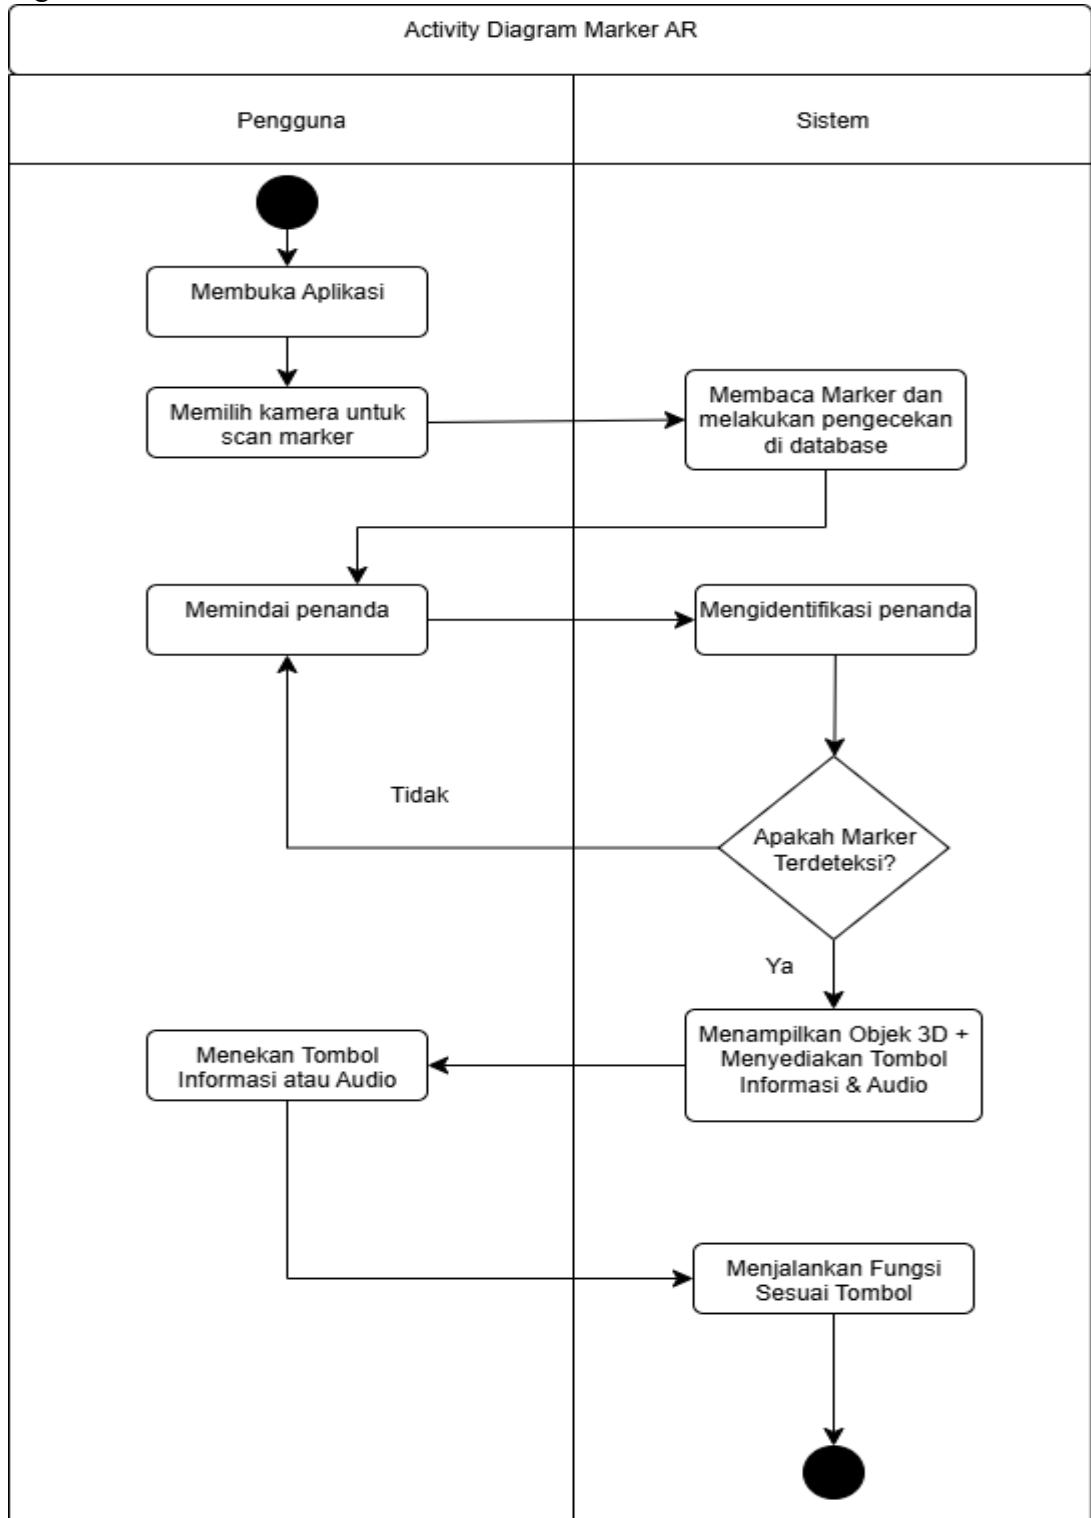 Activity Diagram Marker AR
Pengguna
Sistem
Membuka Aplikasi
Memilih kamera untuk
scan marker
Membaca Marker dan
melakukan pengecekan
di database
Memindai penanda
Mengidentifikasi penanda
Tidak
Apakah Marker
Terdeteksi?
Ya
Menampilkan Objek 3D +
Menyediakan Tombol
Informasi & Audio
Menekan Tombol
Informasi atau Audio
Menjalankan Fungsi
Sesuai Tombol